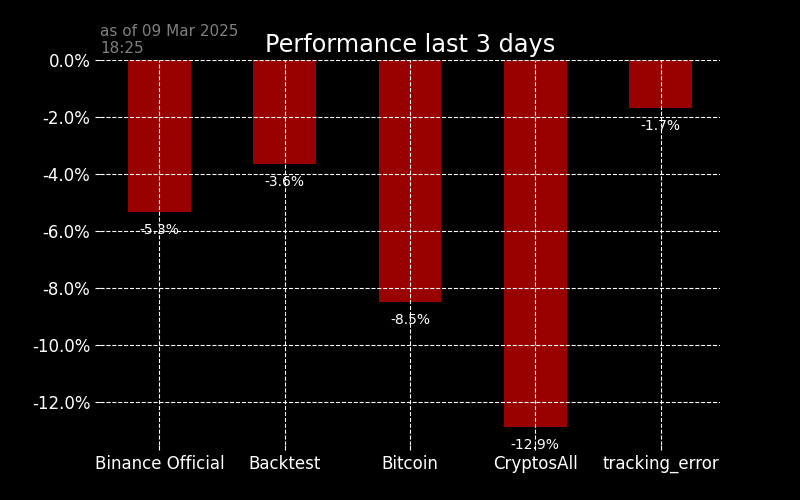 as of 09 Mar 2025
18:25
Performance last 3 days
0.0%
-2.0%
-4.0%
-6.0%
-8.0%
-10.0%
-12.0%
-5.3%
-3.6%
-8.5%
-12.9%
-1.7%
Binance Official
Backtest
Bitcoin
CryptosAll
tracking_error